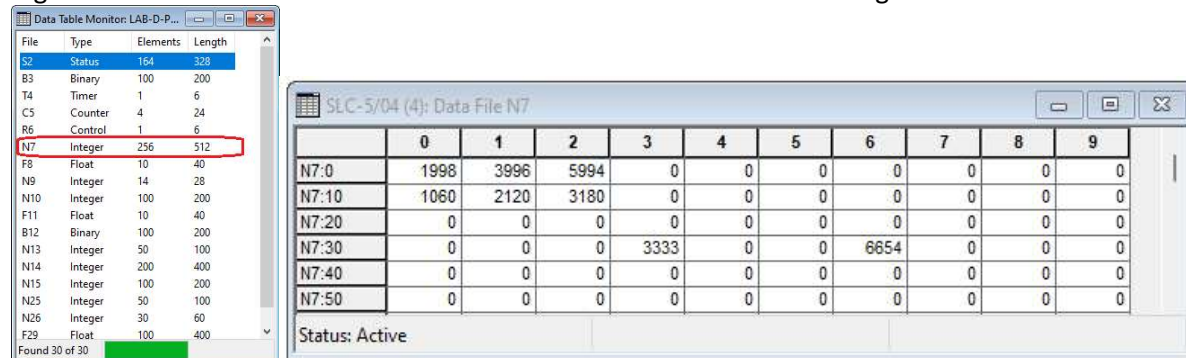 Data Table Monitor: LAB-D-P...
File Type Elements Length
S2 Status 164 328
B3 Binary 100 200
T4 Timer 1 6
C5 Counter 4 24
R6 Control 1 6
N7 Integer 256 512
F8 Float 10 40
N9 Integer 14 28
N10 Integer 100 200
F11 Float 10 40
B12 Binary 100 200
N13 Integer 50 100
N14 Integer 200 400
N15 Integer 100 200
N25 Integer 50 100
N26 Integer 30 60
F29 Float 100 400
Found 30 of 30
SLC-5/04 (4): Data File N7
0 1 2 3 4 5 6 7 8 9
N7:0 1998 3996 5994 0 0 0 0 0 0 0
N7:10 1060 2120 3180 0 0 0 0 0 0 0
N7:20 0 0 0 0 0 0 0 0 0 0
N7:30 0 0 0 3333 0 0 6654 0 0 0
N7:40 0 0 0 0 0 0 0 0 0 0
N7:50 0 0 0 0 0 0 0 0 0 0
Status: Active